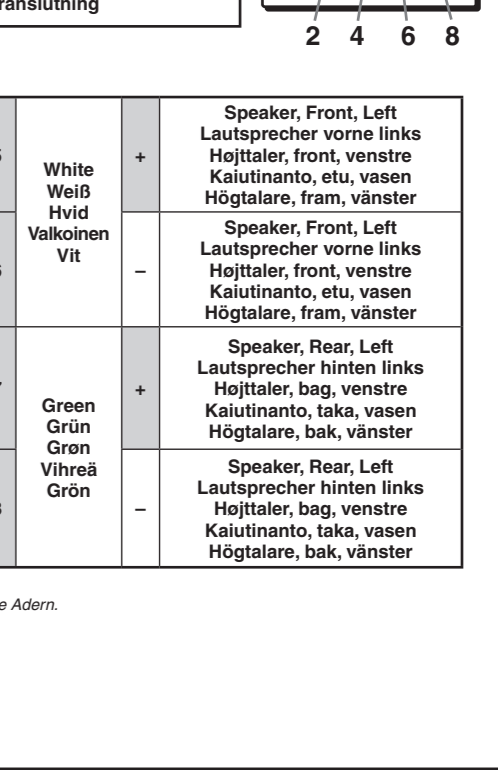 2 4 6 8
White
Weiß
Hvid
Valkoinen
Vit
+
Speaker, Front, Left
Lautsprecher vorne links
Højttaler, front, venstre
Kaiutinanto, etu, vasen
Högtalare, fram, vänster
–
Speaker, Front, Left
Lautsprecher vorne links
Højttaler, front, venstre
Kaiutinanto, etu, vasen
Högtalare, fram, vänster
Green
Grün
Grøn
Vihreä
Grön
+
Speaker, Rear, Left
Lautsprecher hinten links
Højttaler, bag, venstre
Kaiutinanto, taka, vasen
Högtalare, bak, vänster
–
Speaker, Rear, Left
Lautsprecher hinten links
Højttaler, bag, venstre
Kaiutinanto, taka, vasen
Högtalare, bak, vänster
e Adern.